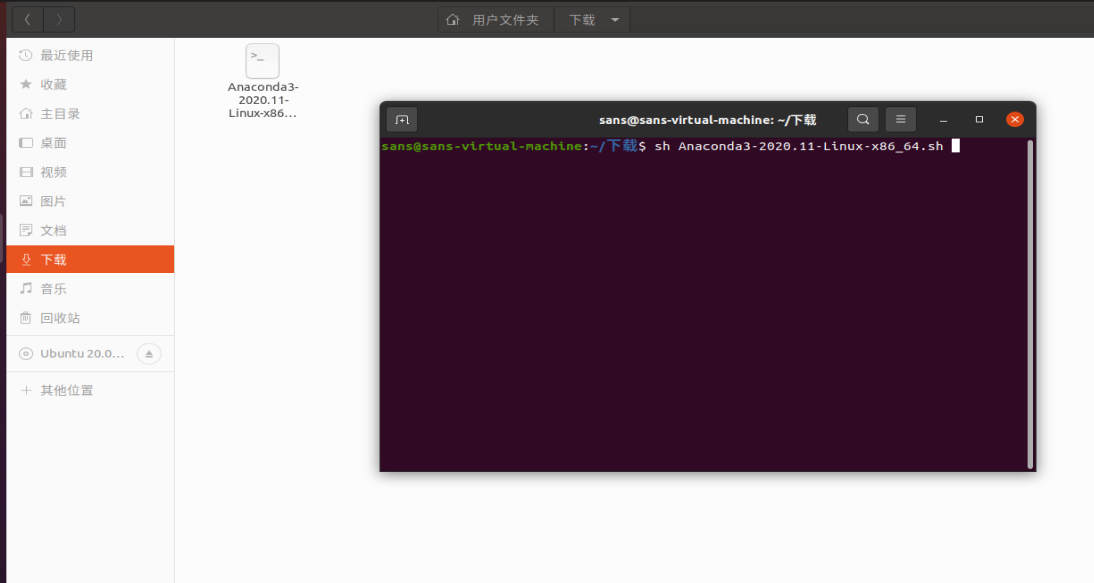 用户文件夹 下载
最近使用
收藏
主目录
桌面
视频
图片
文档
下载
音乐
回收站
Ubuntu 20.0...
其他位置
>_
Anaconda3-
2020.11-
Linux-x86...
sans@sans-virtual-machine: ~/下载
sans@sans-virtual-machine:~/下载$ sh Anaconda3-2020.11-Linux-x86_64.sh